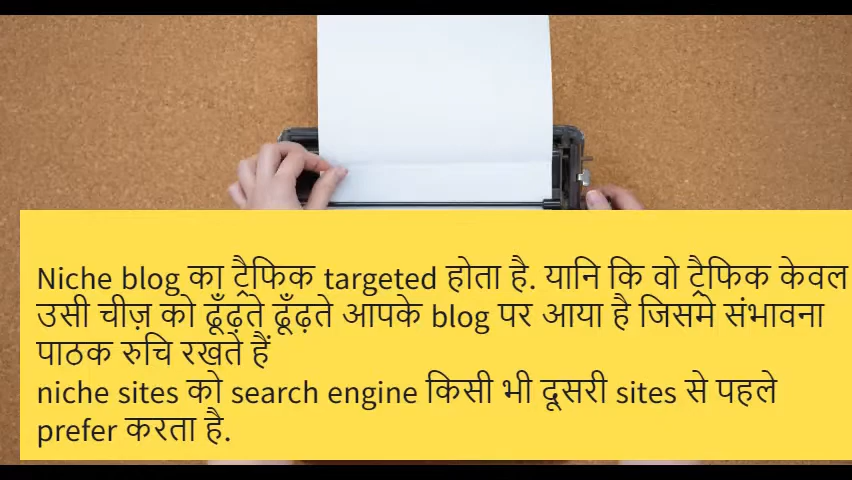 Niche blog का ट्रैफिक targeted होता है. यानि कि वो ट्रैफिक केवल
उसी चीज़ को ढूँढ़ते ढूँढ़ते आपके blog पर आया है जिसमे संभावना
पाठक रुचि रखते हैं
niche sites को search engine किसी भी दूसरी sites से पहले
prefer करता है.